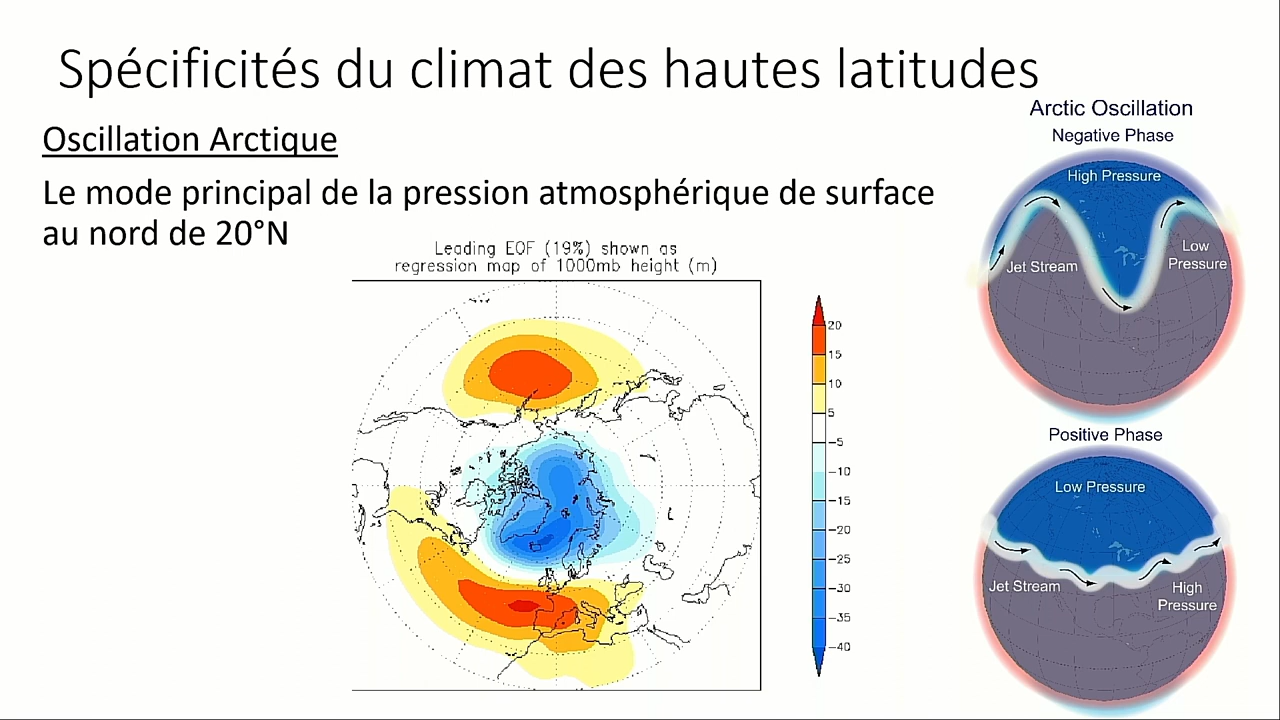 Spécificités du climat des hautes latitudes
Oscillation Arctique
Le mode principal de la pression atmosphérique de surface
au nord de 20°N
Leading EOF (19%) shown as
regression map of 1000mb height (m)
20
15
10
5
-5
-10
-15
-20
-25
-30
-35
-40
Arctic Oscillation
Negative Phase
High Pressure
Low
Pressure
Jet Stream
Positive Phase
Low Pressure
Jet Stream
High
Pressure